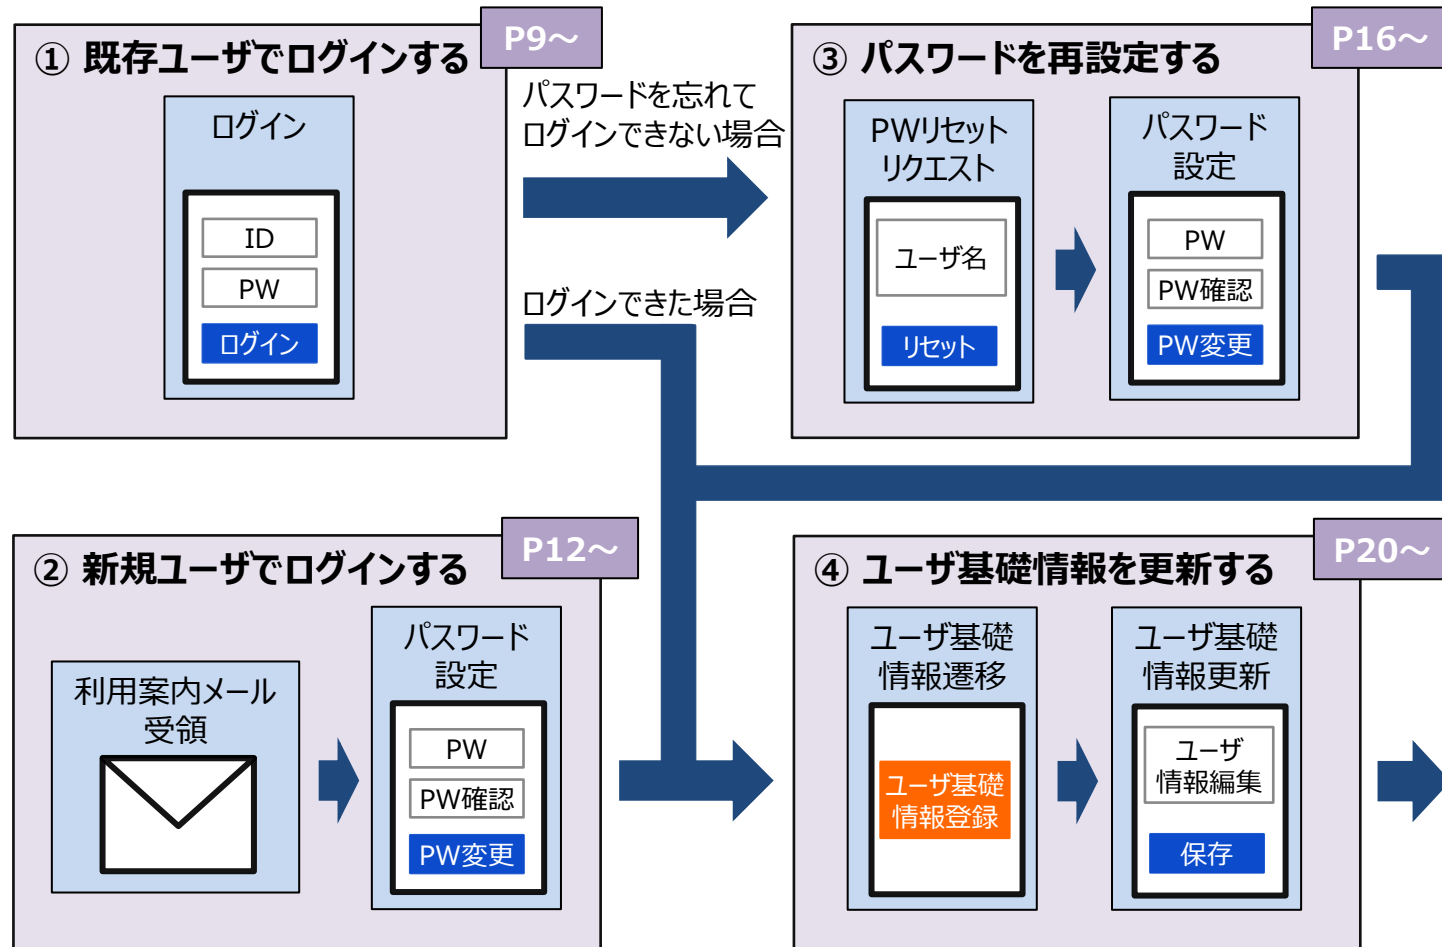 ① 既存ユーザでログインする
P9～
ログイン
ID
PW
ログイン
パスワードを忘れて
ログインできない場合
ログインできた場合
③ パスワードを再設定する
P16～
PWリセット
リクエスト
ユーザ名
リセット
パスワード
設定
PW
PW確認
PW変更
② 新規ユーザでログインする
P12～
利用案内メール
受領
パスワード
設定
PW
PW確認
PW変更
④ ユーザ基礎情報を更新する
P20～
ユーザ基礎
情報遷移
ユーザ基礎
情報登録
ユーザ基礎
情報更新
ユーザ
情報編集
保存